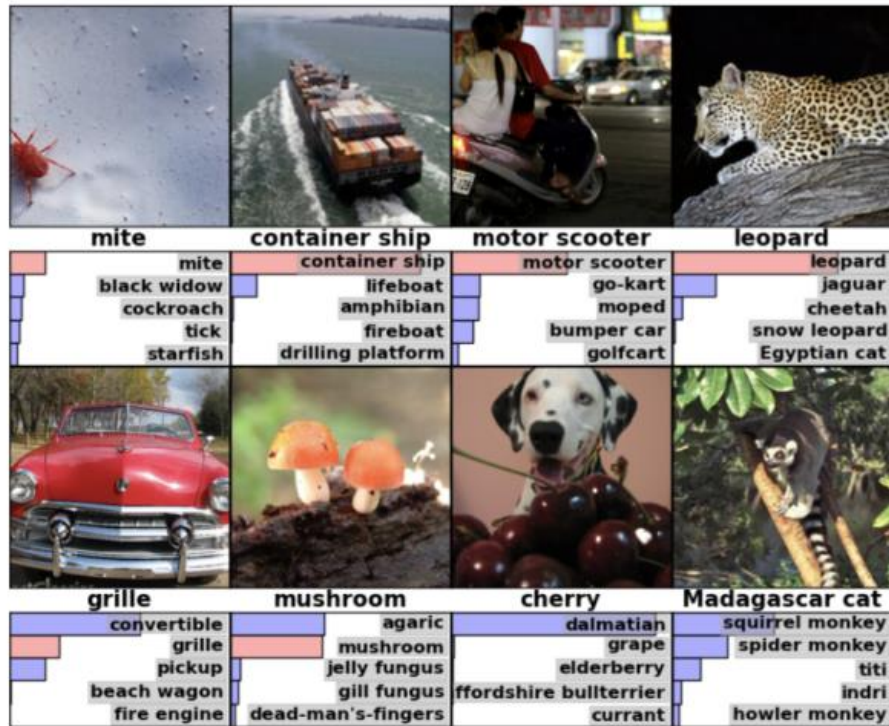 mite
container ship
motor scooter
leopard
mite
black widow
cockroach
tick
starfish
container ship
lifeboat
amphibian
fireboat
drilling platform
motor scooter
go-kart
moped
bumper car
golfcart
leopard
jaguar
cheetah
snow leopard
Egyptian cat
grille
mushroom
cherry
Madagascar cat
convertible
grille
pickup
beach wagon
fire engine
agaric
mushroom
jelly fungus
gill fungus
dead-man's-fingers
dalmatian
grape
elderberry
ffordshire bullterrier
currant
squirrel monkey
spider monkey
titi
indri
howler monkey